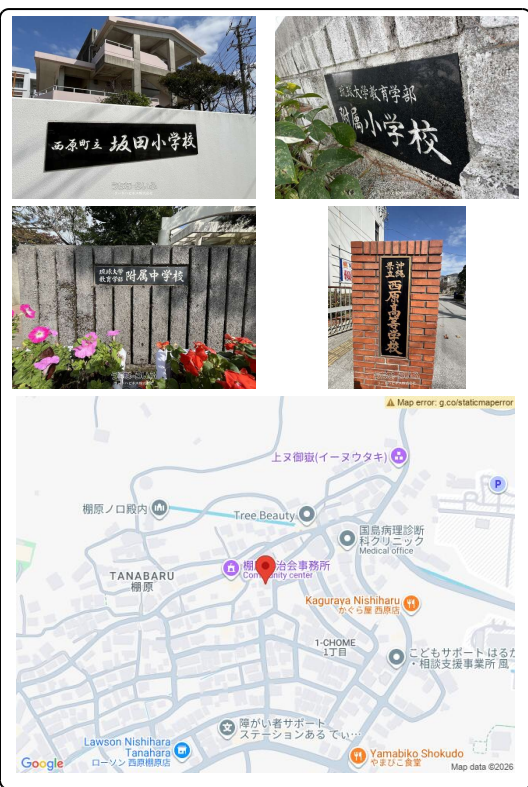 西原町立 坂田小学校
琉球大学教育学部
附属小学校
琉球大学
教育学部 附属中学校
沖縄
県立
西原高等学校
Map error: g.co/staticmaperror
上ヌ御嶽(イーヌウタキ)
P
棚原ノロ殿内
Tree Beauty
国島病理診断
科クリニック
Medical office
TANABARU
棚原
棚 治会事務所
Community center
Kaguraya Nishiharu
かぐら屋 西原店
1-CHOME
1丁目
こどもサポート はるか
・相談支援事業所 風
障がい者サポート
ステーションある てぃ…
Lawson Nishihara
Tanahara
ローソン 西原棚原店
Yamabiko Shokudo
やまびこ食堂
Google
Map data ©2026